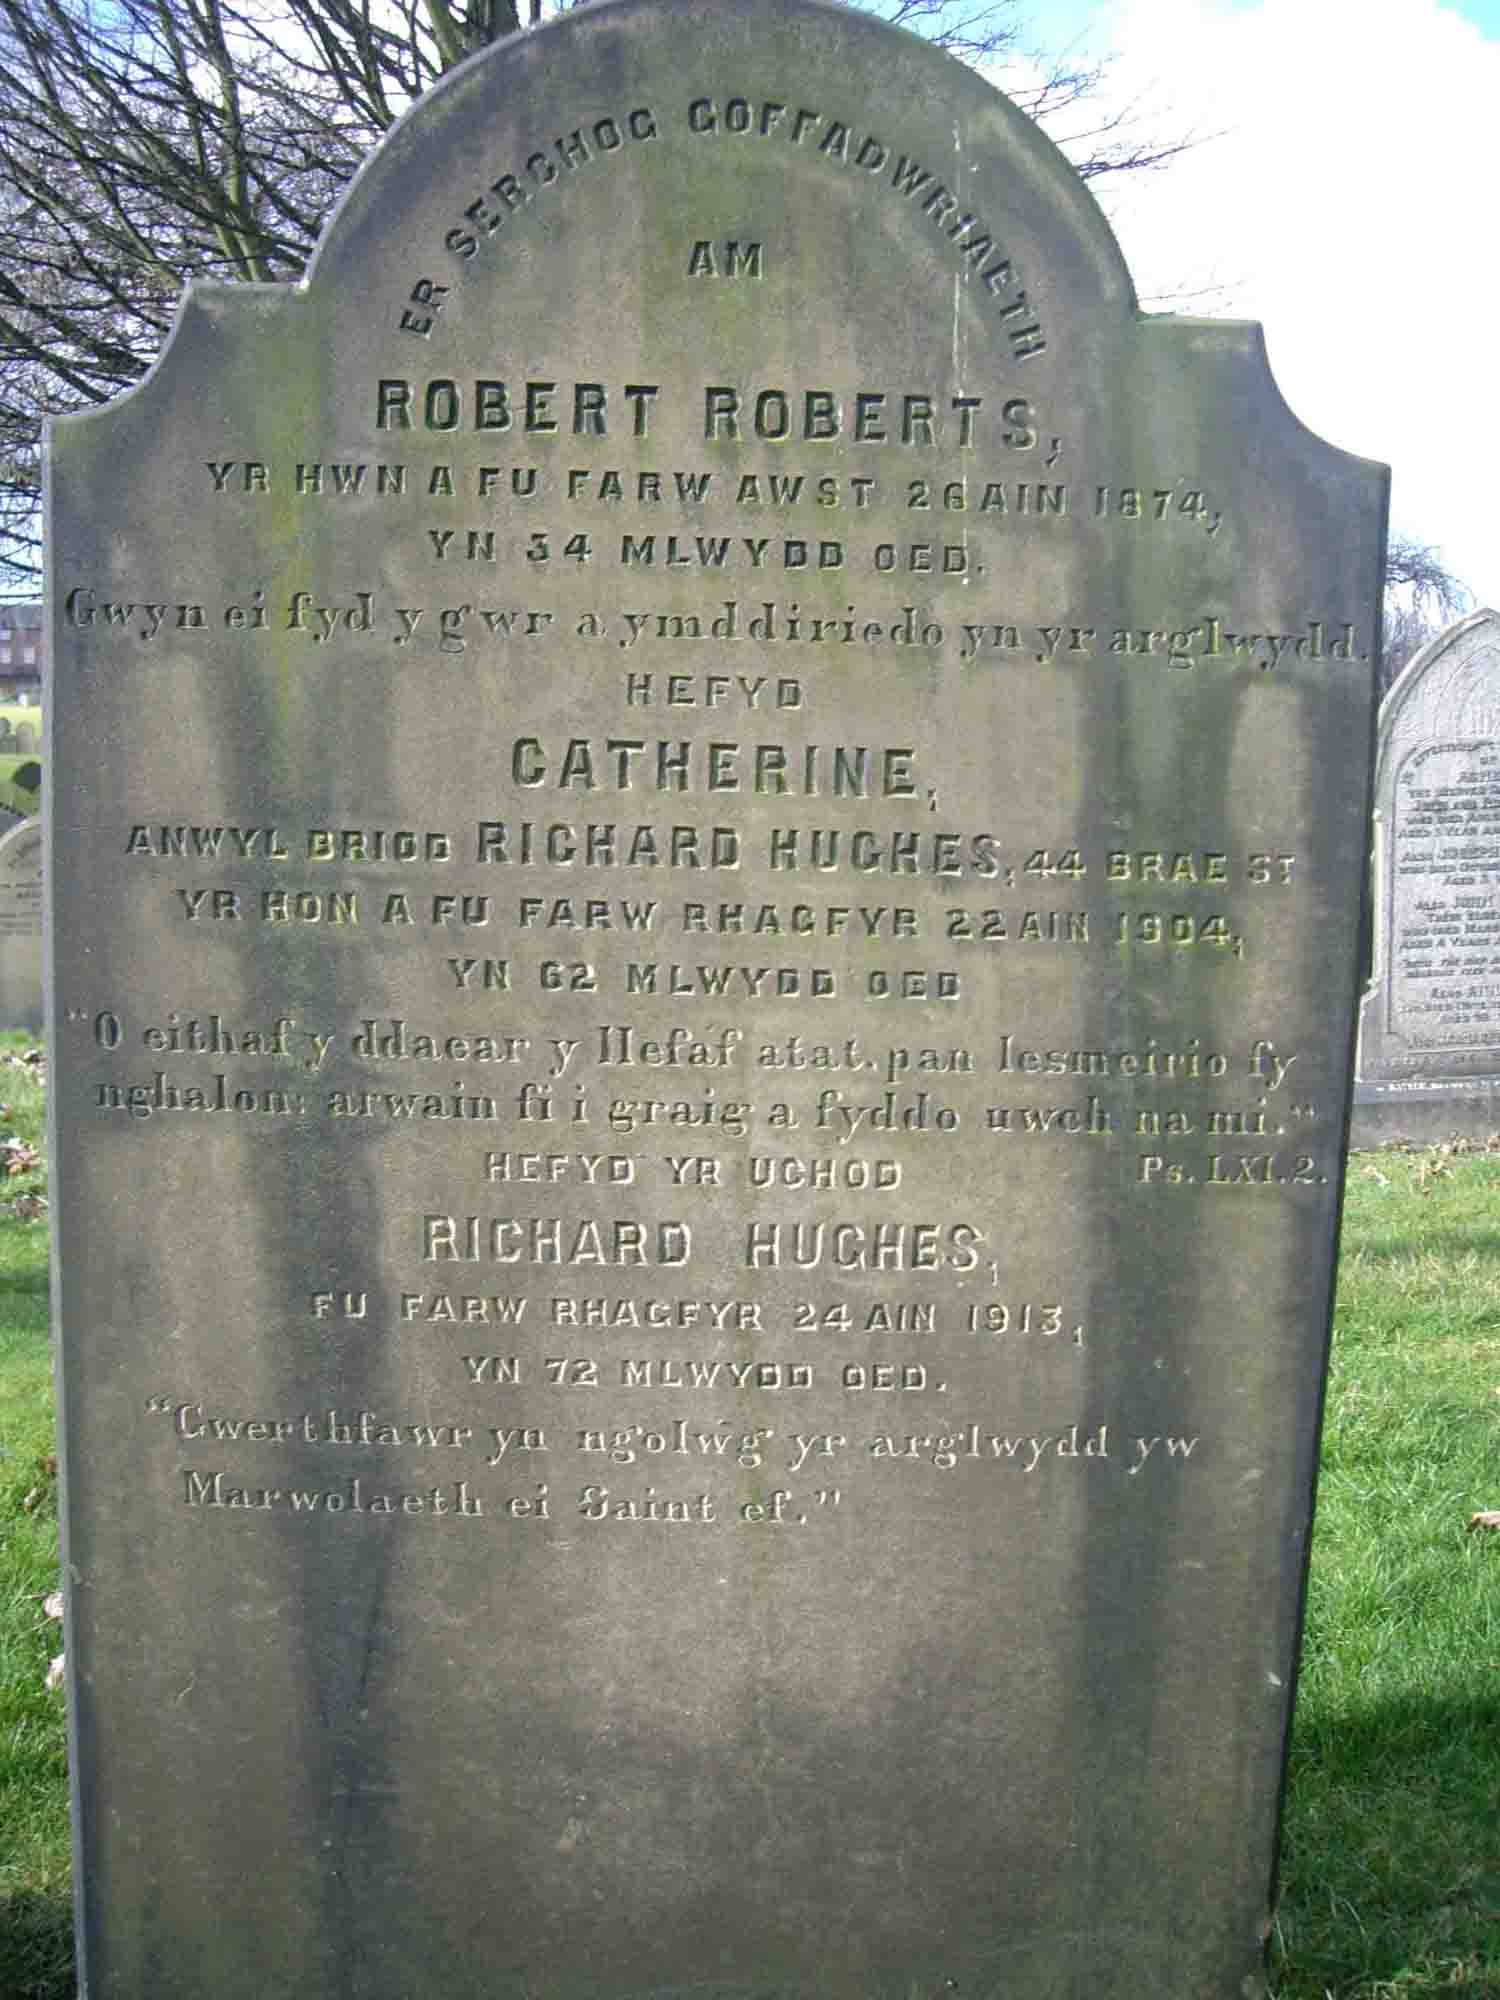 ER SERCHOG GOFFADWRIAETH
AM
ROBERT ROBERTS,
YR HWN A FU FARW AWST 26AIN 1874,
YN 34 MLWYDD OED.
Gwyn ei fyd y gwr a ymddiriedo yn yr arglwydd.
HEFYD
CATHERINE,
ANWYL BRIOD RICHARD HUGHES, 44 BRAE ST
YR HON A FU FARW RHAGFYR 22AIN 1904,
YN 62 MLWYDD OED
"O eithaf y ddaear y llefaf atat. pan lesmeirio fy
nghalon: arwain fi i graig a fyddo uwch na mi."
HEFYD YR UCHOD Ps. LXI. 2.
RICHARD HUGHES,
FU FARW RHAGFYR 24AIN 1913,
YN 72 MLWYDD OED.
"Gwerthfawr yn ngolwg yr arglwydd yw
Marwolaeth ei Saint ef."